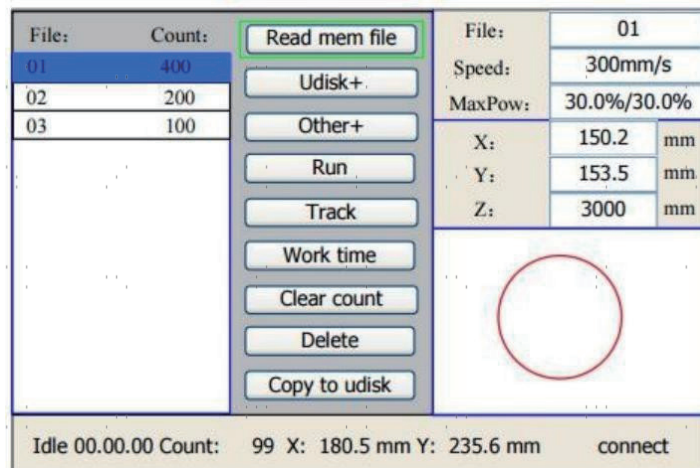 File: Count:
01 400
02 200
03 100
Read mem file
Udisk+
Other+
Run
Track
Work time
Clear count
Delete
Copy to udisk
File: 01
Speed: 300mm/s
MaxPow: 30.0%/30.0%
X: 150.2 mm
Y: 153.5 mm
Z: 3000 mm
Idle 00.00.00 Count: 99 X: 180.5 mm Y: 235.6 mm connect